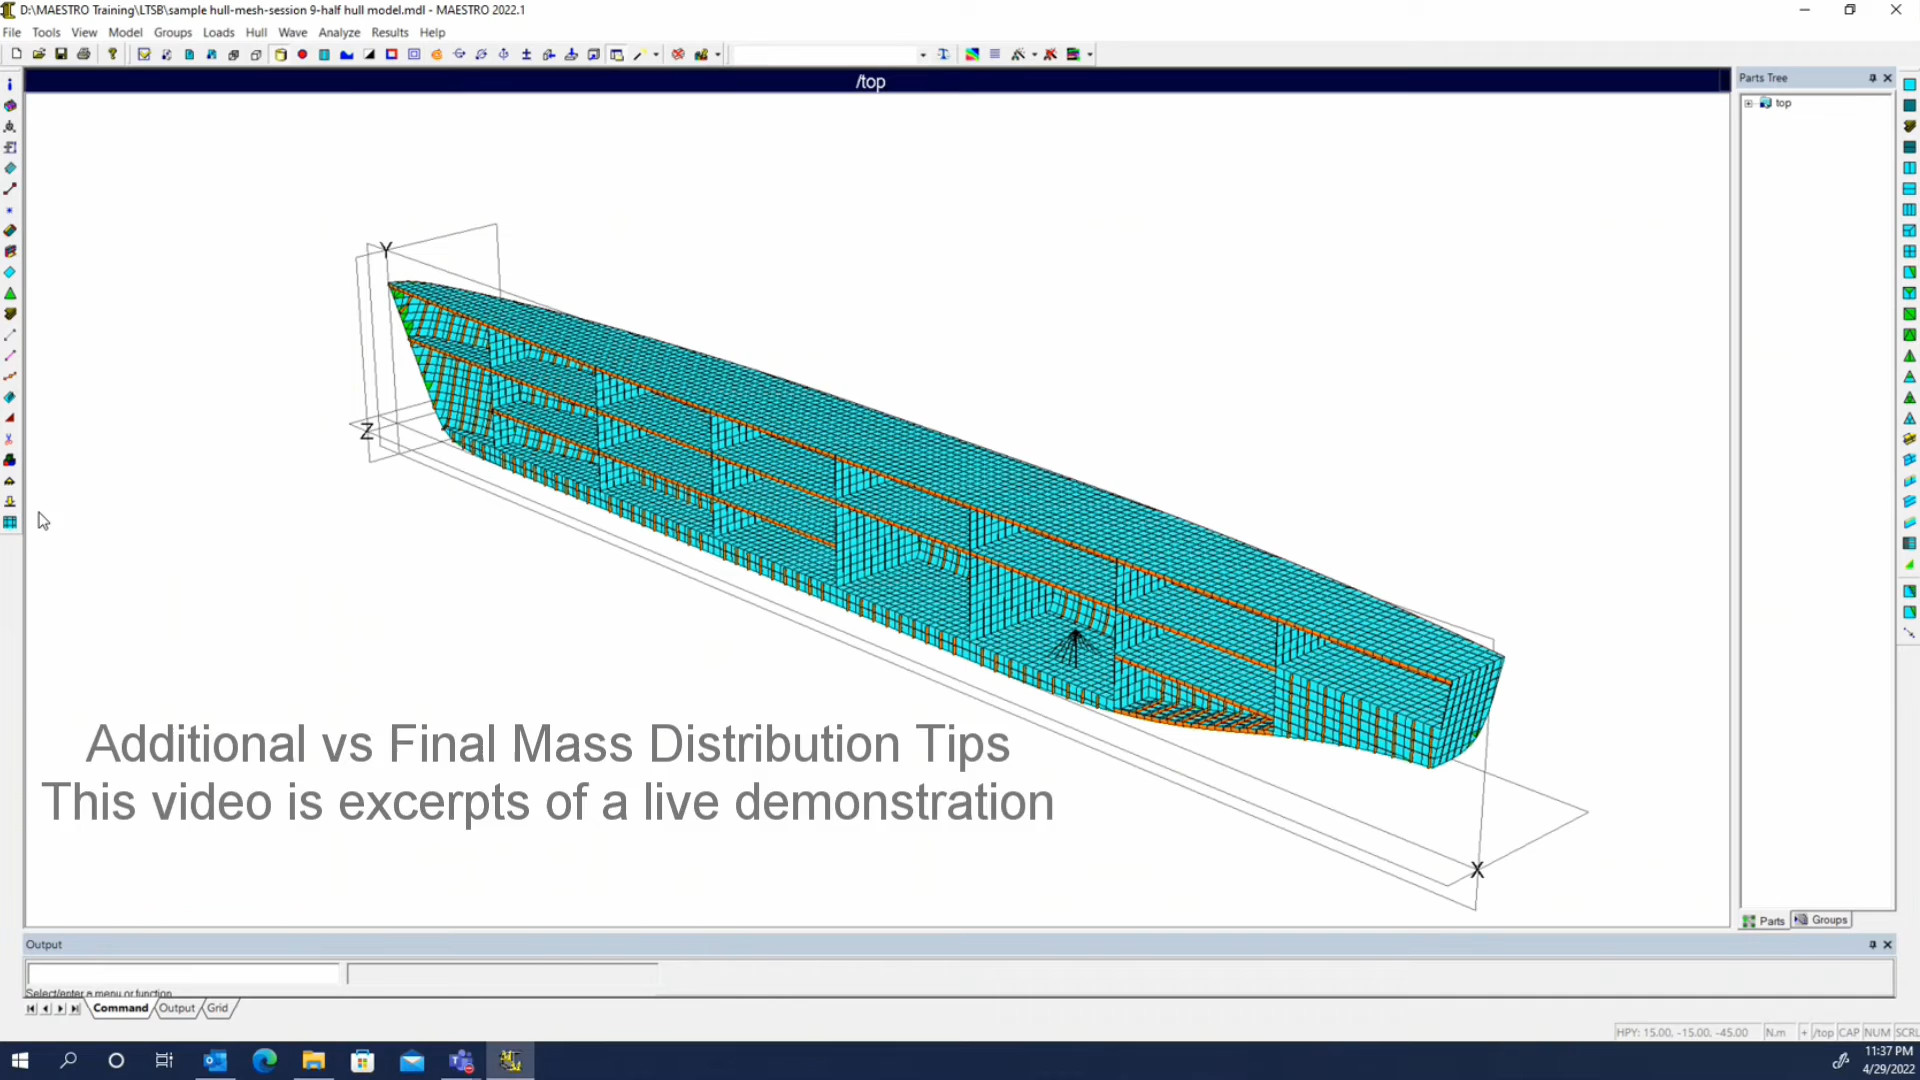 D:\MAESTRO Training\LTSB\sample hull-mesh-session 9-half hull model.mdl - MAESTRO 2022.1
File Tools View Model Groups Loads Hull Wave Analyze Results Help
/top
Parts Tree
top
Y
Z
X
Additional vs Final Mass Distribution Tips
This video is excerpts of a live demonstration
Parts Groups
Output
Select/enter a menu or function
Command Output Grid
HPY: 15.00, -15.00, -45.00 N.m + /top CAP NUM SCRL
11:37 PM
4/29/2022